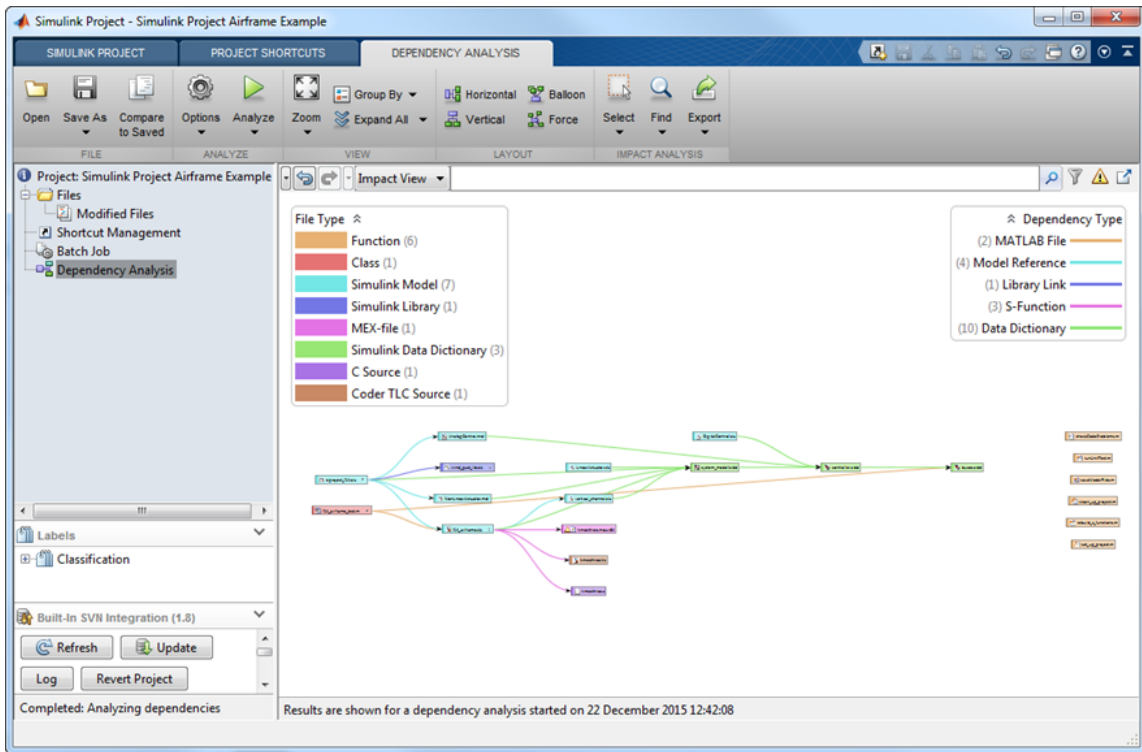 Simulink Project - Simulink Project Airframe Example
SIMULINK PROJECT PROJECT SHORTCUTS DEPENDENCY ANALYSIS
Open Save As Compare to Saved Options Analyze Zoom Group By Expand All Horizontal Vertical Balloon Force Select Find Export
FILE ANALYZE VIEW LAYOUT IMPACT ANALYSIS
Project: Simulink Project Airframe Example
Files
Modified Files
Shortcut Management
Batch Job
Dependency Analysis
Impact View
File Type
Function (6)
Class (1)
Simulink Model (7)
Simulink Library (1)
MEX-file (1)
Simulink Data Dictionary (3)
C Source (1)
Coder TLC Source (1)
Dependency Type
(2) MATLAB File
(4) Model Reference
(1) Library Link
(3) S-Function
(10) Data Dictionary
Labels
Classification
Built-In SVN Integration (1.8)
Refresh Update
Log Revert Project
Completed: Analyzing dependencies
Results are shown for a dependency analysis started on 22 December 2015 12:42:08